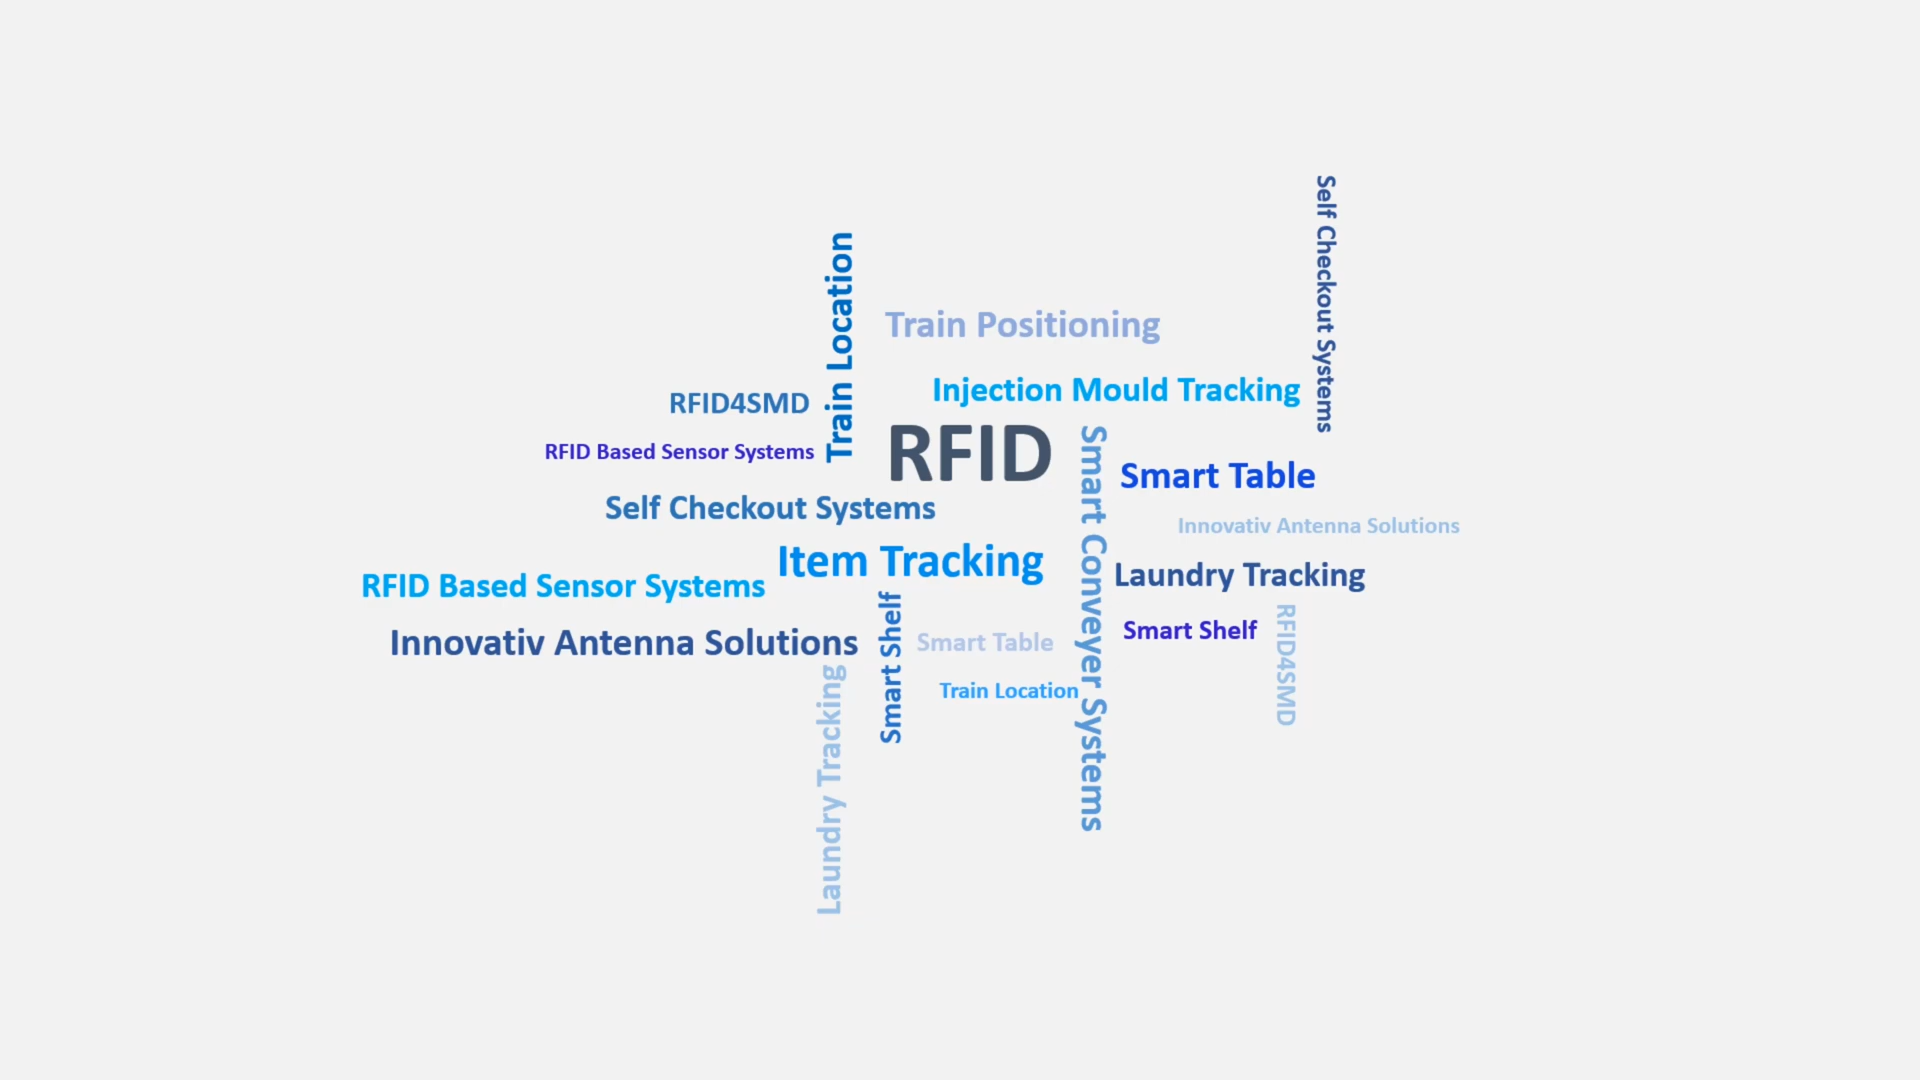 Self Checkout Systems
Train Location
Train Positioning
Injection Mould Tracking
RFID4SMD
RFID
RFID Based Sensor Systems
Smart Conveyer Systems
Smart Table
Self Checkout Systems
Innovativ Antenna Solutions
Item Tracking
Laundry Tracking
RFID Based Sensor Systems
Smart Shelf
Smart Shelf
RFID4SMD
Innovativ Antenna Solutions
Smart Table
Train Location
Laundry Tracking